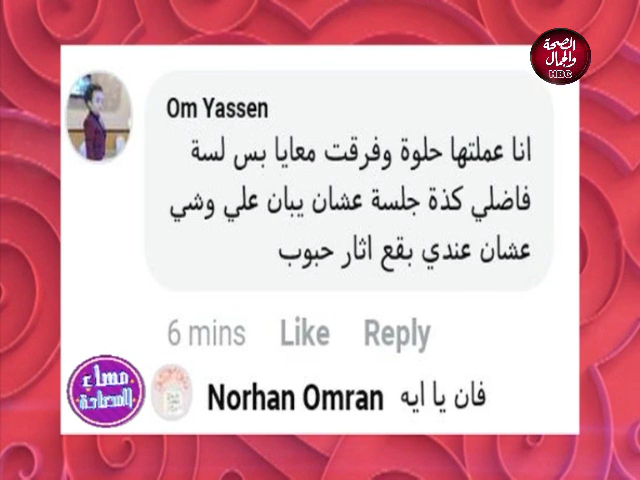 الصحة
والجمال
HBC
Om Yassen
انا عملتها حلوة وفرقت معايا بس لسة
فاضلي كذة جلسة عشان يبان علي وشي
عشان عندي بقع اثار حبوب
6 mins Like Reply
مساء
السعادة
Norhan Omran فان يا ايه